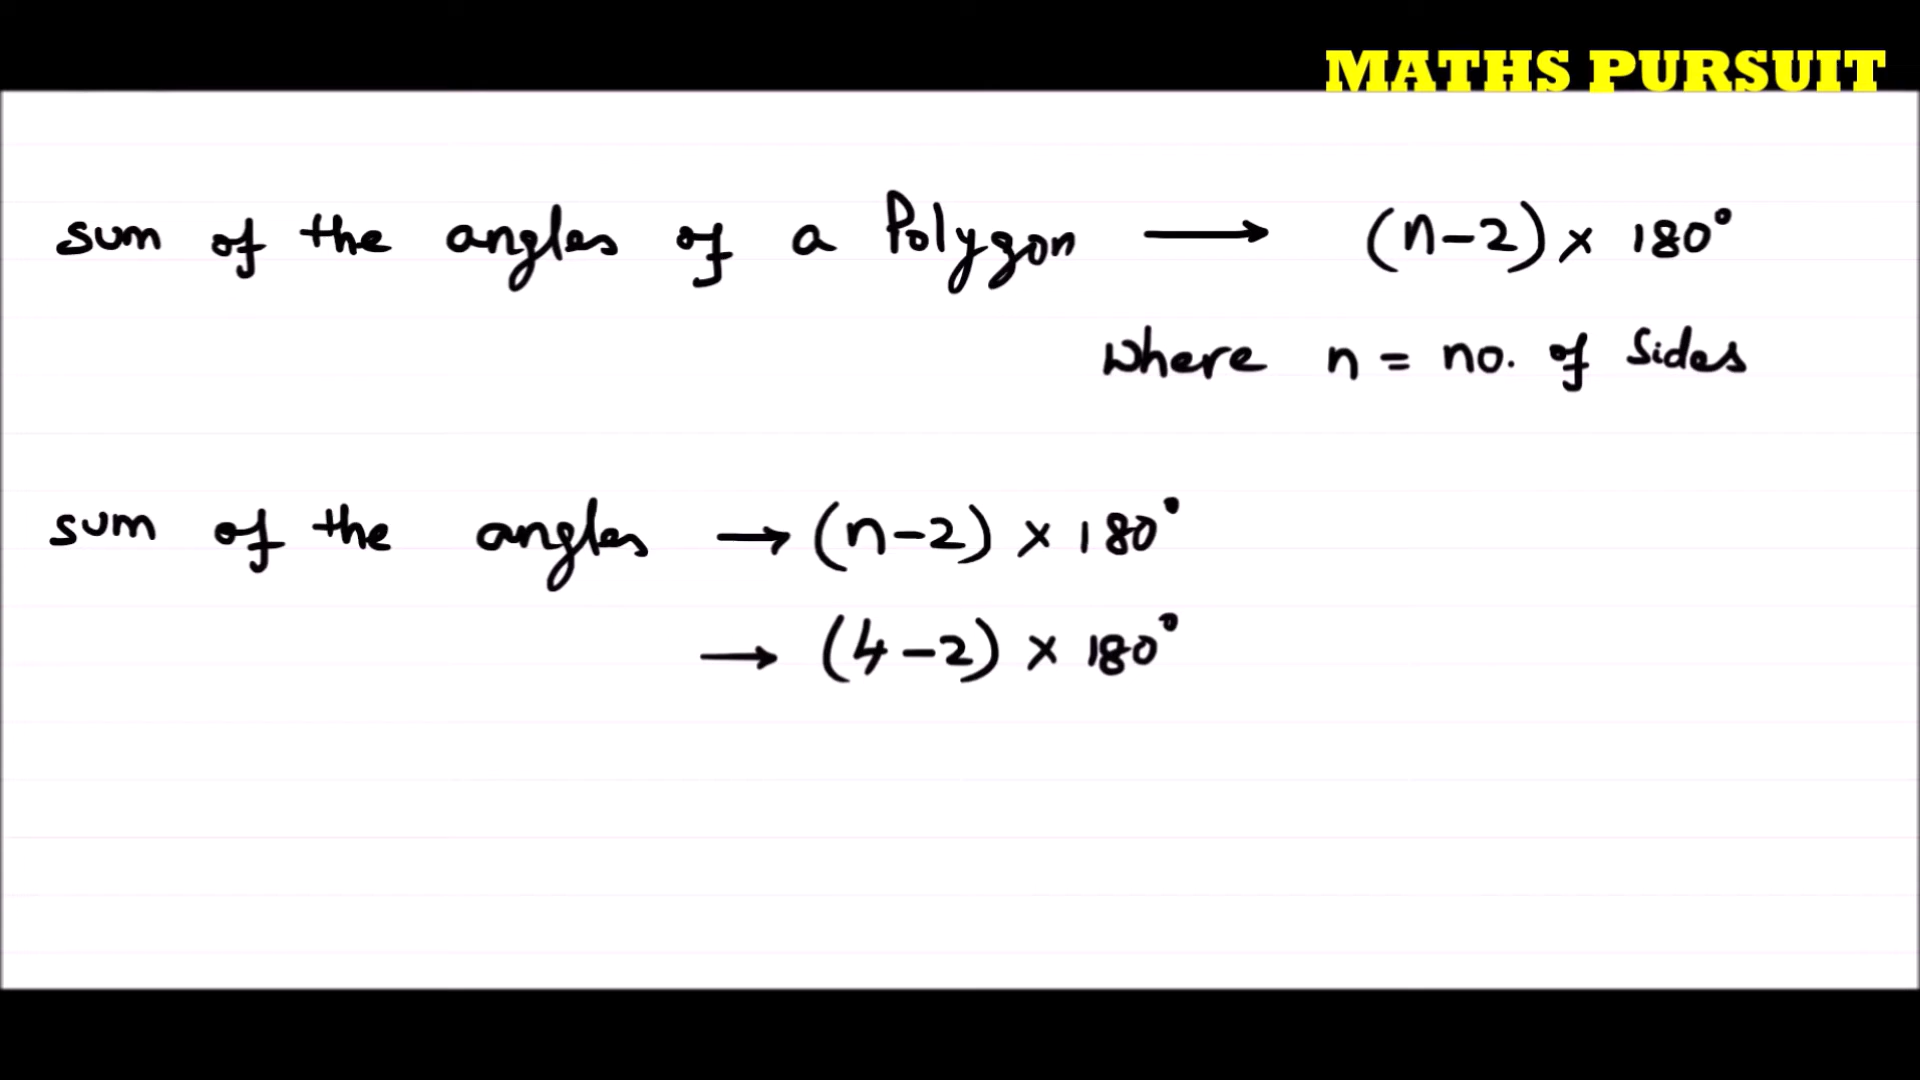 MATHS PURSUIT
sum of the angles of a Polygon → (n-2) × 180°
where n = no. of sides
sum of the angles → (n-2) × 180°
→ (4-2) × 180°